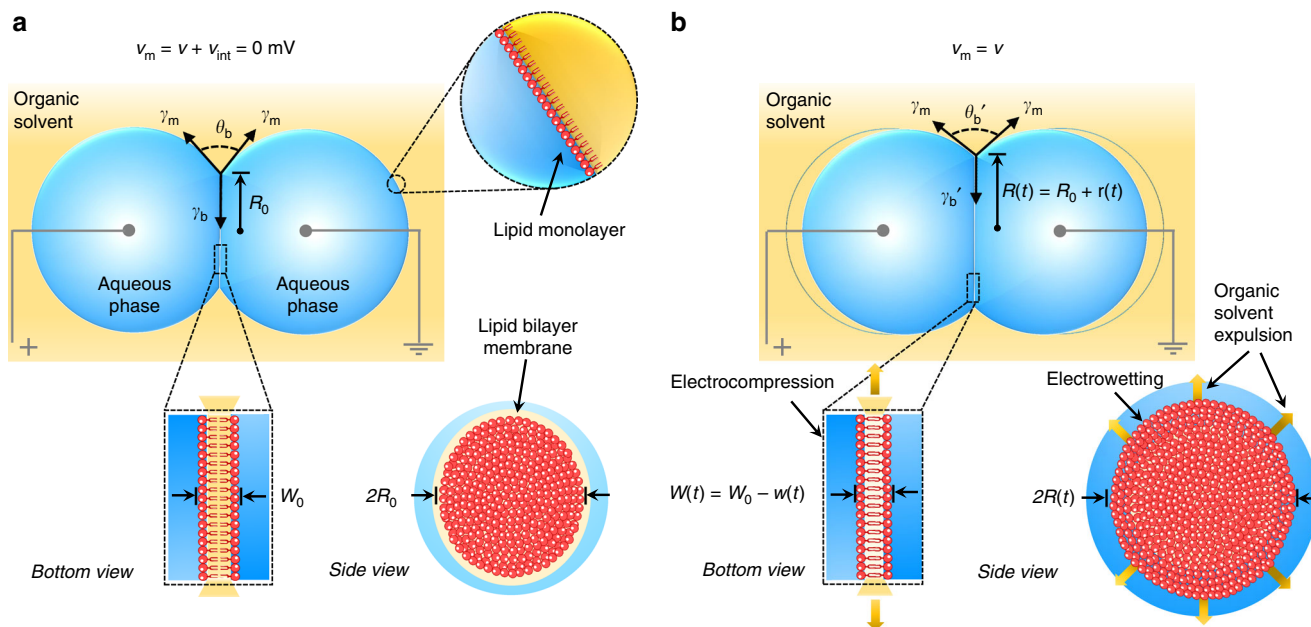 a
v_m = v + v_int = 0 mV
Organic
solvent
γ_m
θ_b
γ_m
γ_b
R_0
Lipid monolayer
Aqueous
phase
Aqueous
phase
+
Lipid bilayer
membrane
W_0
2R_0
Bottom view
Side view
b
v_m = v
Organic
solvent
γ_m
θ_b′
γ_m
γ_b′
R(t) = R_0 + r(t)
+
Organic
solvent
expulsion
Electrocompression
Electrowetting
W(t) = W_0 − w(t)
2R(t)
Bottom view
Side view